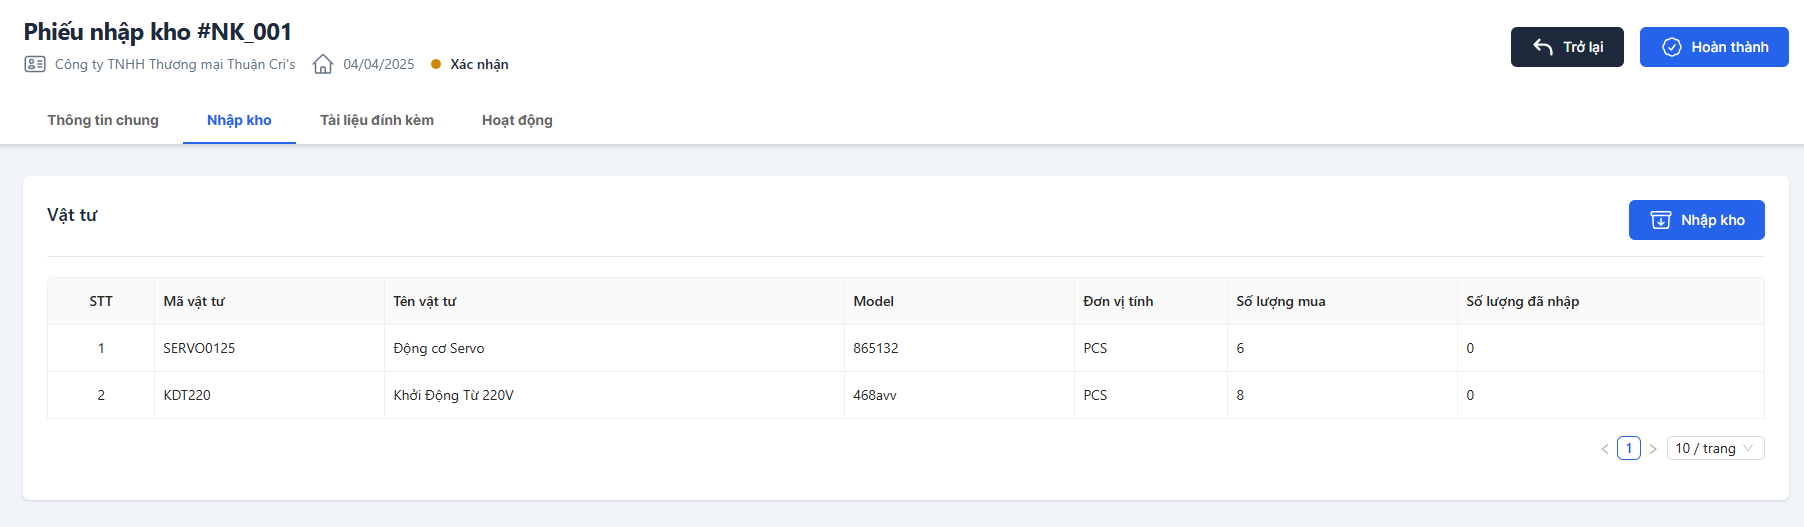 Phiếu nhập kho #NK_001
Trở lại
Hoàn thành
Công ty TNHH Thương mại Thuận Cri's 04/04/2025 Xác nhận
Thông tin chung Nhập kho Tài liệu đính kèm Hoạt động
Vật tư
Nhập kho
STT Mã vật tư Tên vật tư Model Đơn vị tính Số lượng mua Số lượng đã nhập
1 SERVO0125 Động cơ Servo 865132 PCS 6 0
2 KDT220 Khởi Động Từ 220V 468avv PCS 8 0
< 1 > 10 / trang